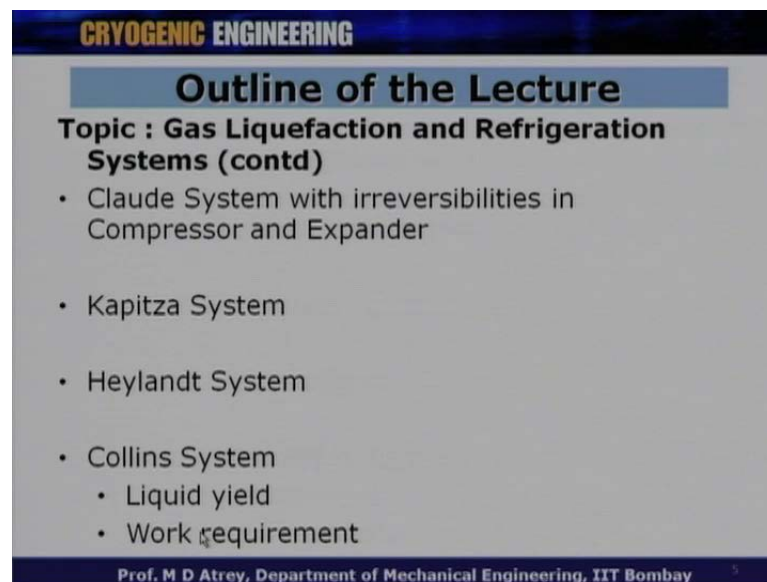 CRYOGENIC ENGINEERING
Outline of the Lecture
Topic : Gas Liquefaction and Refrigeration
Systems (contd)
• Claude System with irreversibilities in
Compressor and Expander
• Kapitza System
• Heylandt System
• Collins System
• Liquid yield
• Work requirement
Prof. M D Atrey, Department of Mechanical Engineering, IIT Bombay
5